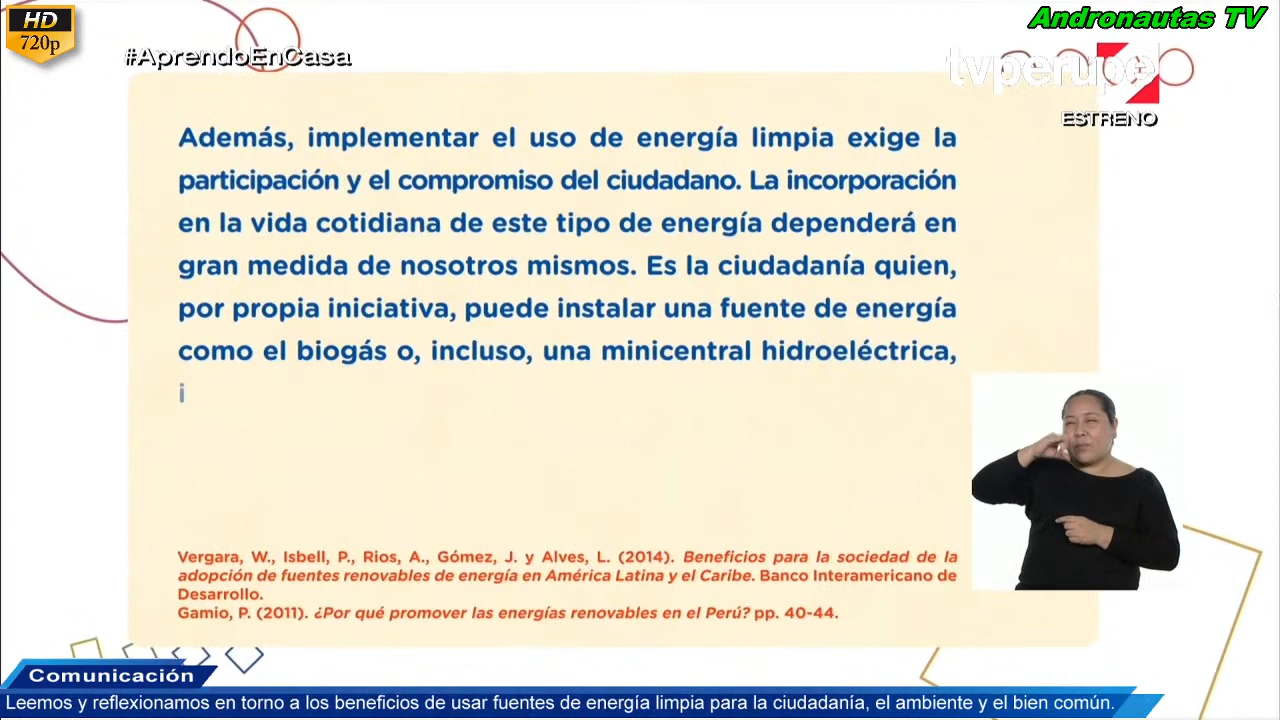 HD
720p
Andronautas TV
#AprendoEnCasa
tvperupe
ESTRENO
Además, implementar el uso de energía limpia exige la
participación y el compromiso del ciudadano. La incorporación
en la vida cotidiana de este tipo de energía dependerá en
gran medida de nosotros mismos. Es la ciudadanía quien,
por propia iniciativa, puede instalar una fuente de energía
como el biogás o, incluso, una minicentral hidroeléctrica,
i
Vergara, W., Isbell, P., Rios, A., Gómez, J. y Alves, L. (2014). Beneficios para la sociedad de la
adopción de fuentes renovables de energía en América Latina y el Caribe. Banco Interamericano de
Desarrollo.
Gamio, P. (2011). ¿Por qué promover las energías renovables en el Perú? pp. 40-44.
Comunicación
Leemos y reflexionamos en torno a los beneficios de usar fuentes de energía limpia para la ciudadanía, el ambiente y el bien común.